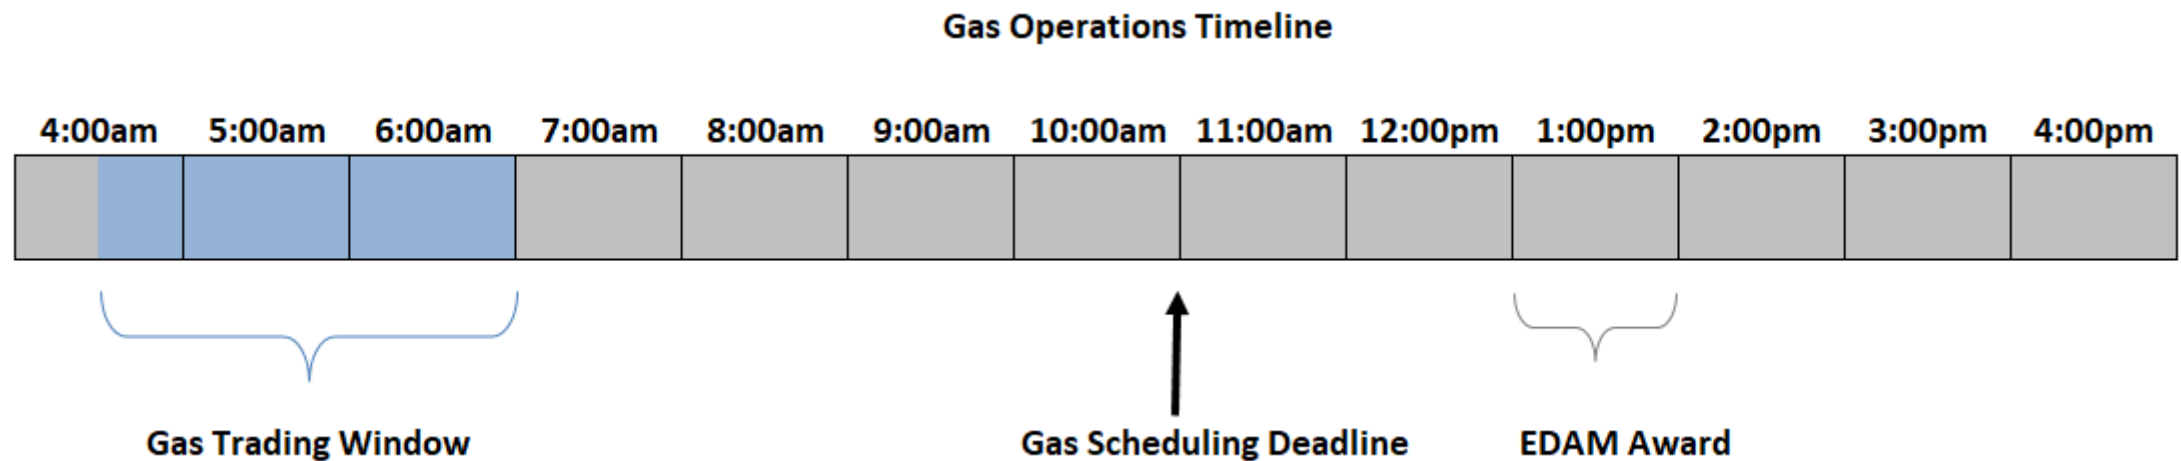 Gas Operations Timeline
4:00am 5:00am 6:00am 7:00am 8:00am 9:00am 10:00am 11:00am 12:00pm 1:00pm 2:00pm 3:00pm 4:00pm
Gas Trading Window Gas Scheduling Deadline EDAM Award